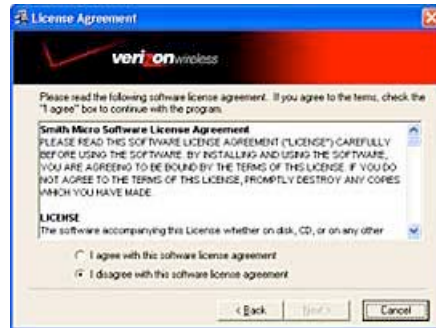 License Agreement
verizon wireless
Please read the following software license agreement. If you agree to the terms, check the
"I agree" box to continue with the program.
Smith Micro Software License Agreement
PLEASE READ THIS SOFTWARE LICENSE AGREEMENT ("LICENSE") CAREFULLY
BEFORE USING THE SOFTWARE. BY INSTALLING AND USING THE SOFTWARE,
YOU ARE AGREEING TO BE BOUND BY THE TERMS OF THIS LICENSE. IF YOU DO
NOT AGREE TO THE TERMS OF THIS LICENSE, PROMPTLY DESTROY ANY COPIES
WHICH YOU HAVE MADE.
LICENSE
The software accompanying this License whether on disk, CD, or on any other
I agree with this software license agreement
I disagree with this software license agreement
< Back Next > Cancel